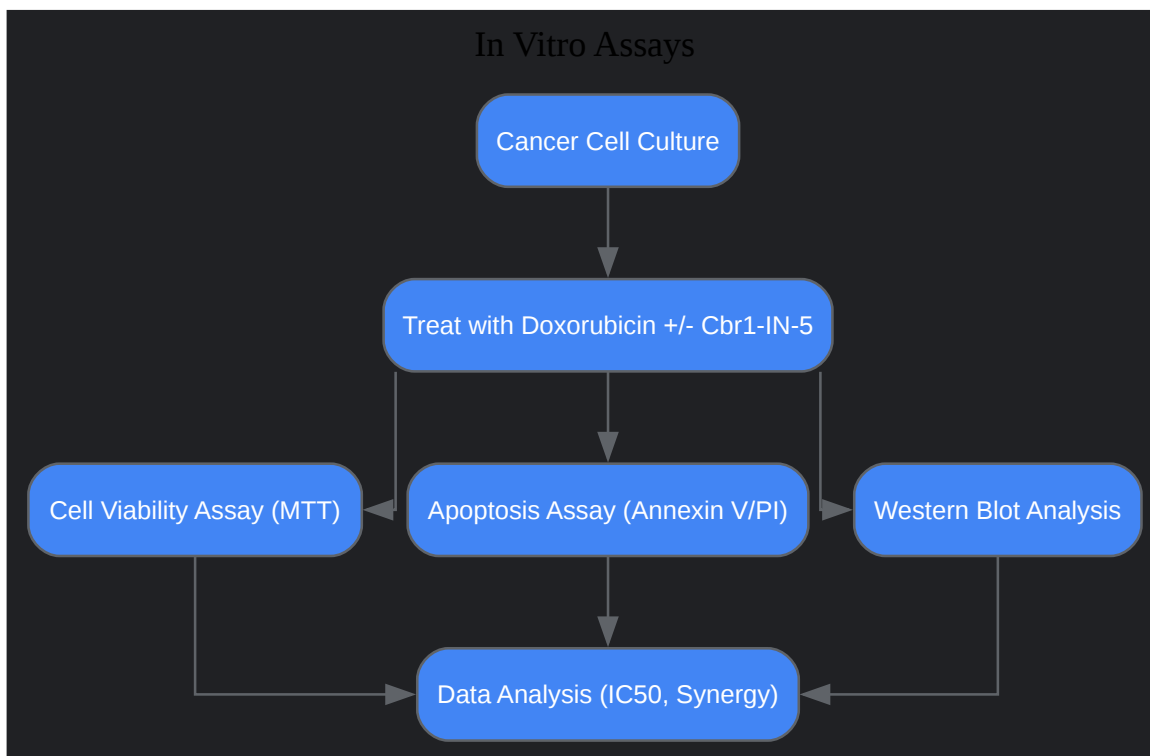 In Vitro Assays
Cancer Cell Culture
Treat with Doxorubicin +/- Cbr1-IN-5
Cell Viability Assay (MTT)
Apoptosis Assay (Annexin V/PI)
Western Blot Analysis
Data Analysis (IC50, Synergy)